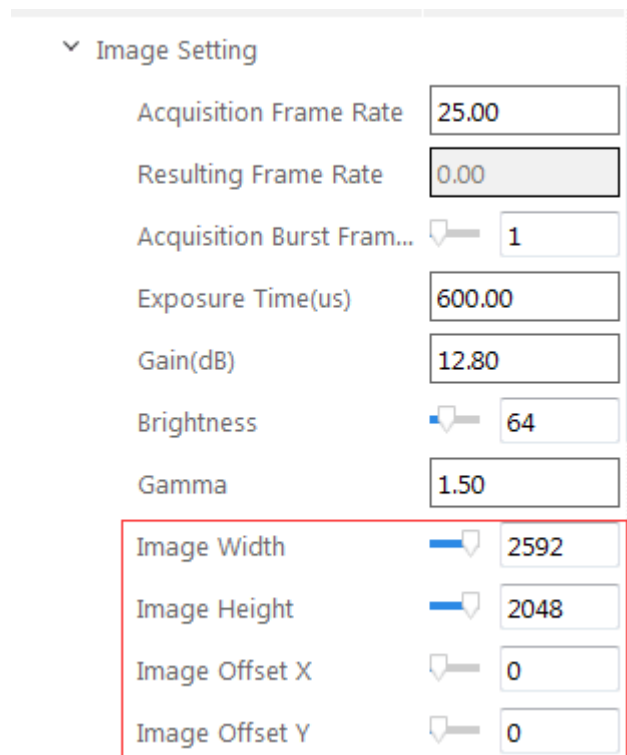 Image Setting
Acquisition Frame Rate 25.00
Resulting Frame Rate 0.00
Acquisition Burst Fram... 1
Exposure Time(us) 600.00
Gain(dB) 12.80
Brightness 64
Gamma 1.50
Image Width 2592
Image Height 2048
Image Offset X 0
Image Offset Y 0